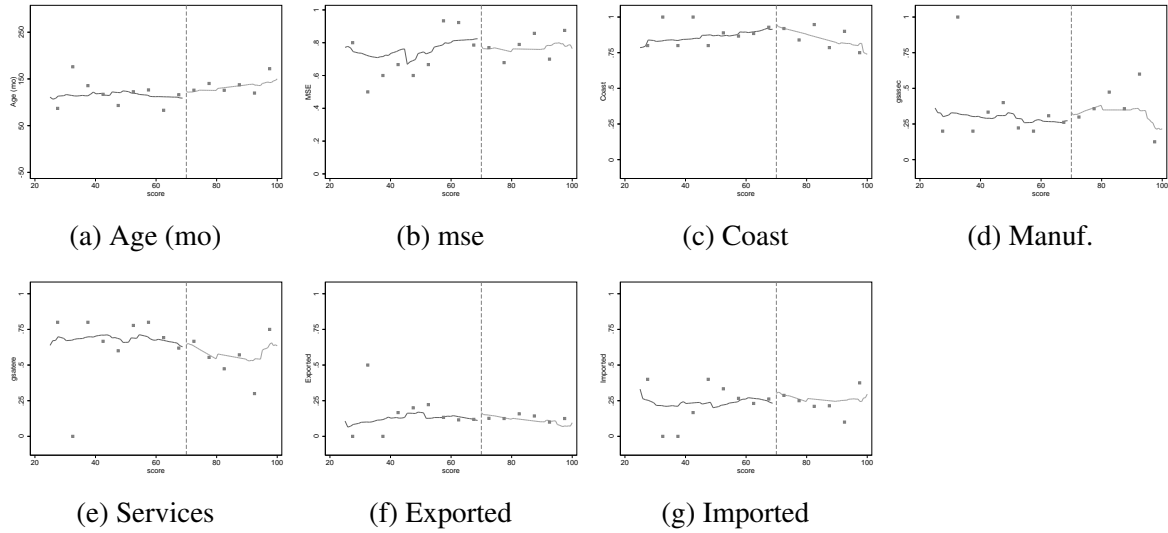 250
150
50
-50
Age (mo)
20 40 60 80 100
score
(a) Age (mo)
1
.8
.6
.4
.2
0
MSE
20 40 60 80 100
score
(b) mse
1
.75
.5
.25
0
Coast
20 40 60 80 100
score
(c) Coast
1
.75
.5
.25
0
gsasec
20 40 60 80 100
score
(d) Manuf.
1
.75
.5
.25
0
gsatere
20 40 60 80 100
score
(e) Services
1
.75
.5
.25
0
Exported
20 40 60 80 100
score
(f) Exported
1
.75
.5
.25
0
Imported
20 40 60 80 100
score
(g) Imported